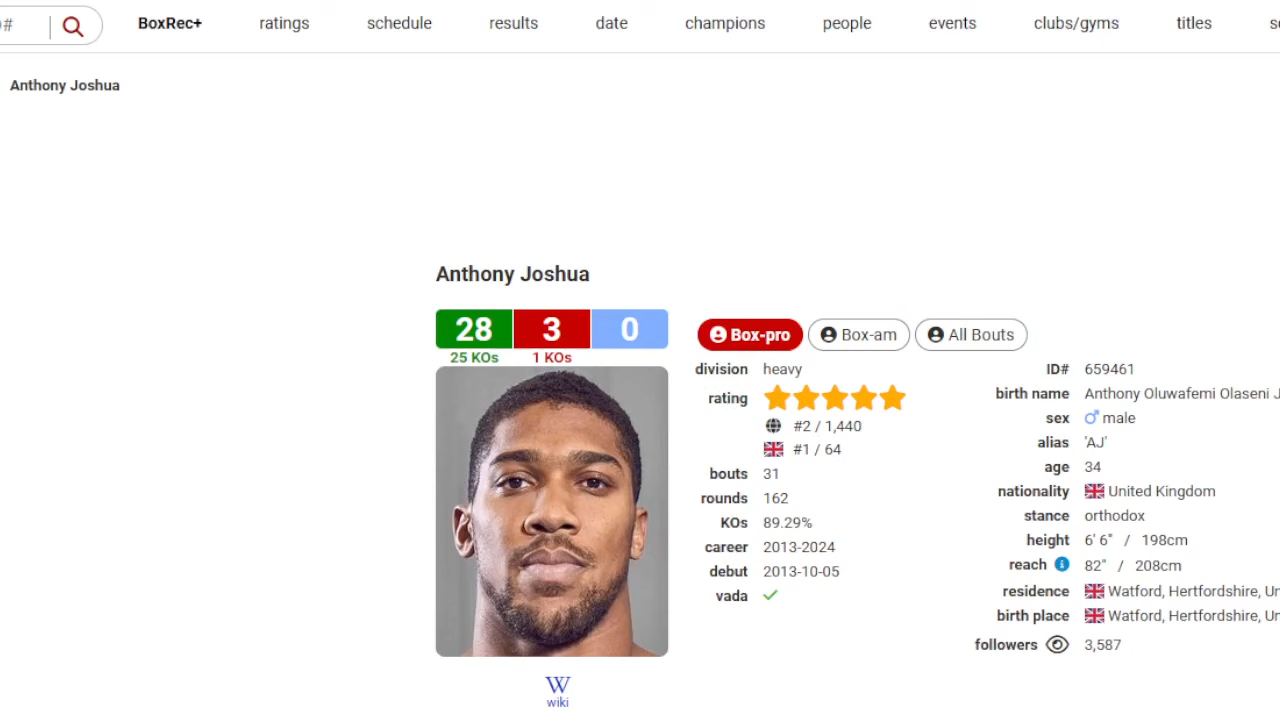 D#
BoxRec+ ratings schedule results date champions people events clubs/gyms titles
Anthony Joshua
Anthony Joshua
28 3 0
25 KOs 1 KOs
Box-pro Box-am All Bouts
division heavy
rating
#2 / 1,440
#1 / 64
bouts 31
rounds 162
KOs 89.29%
career 2013-2024
debut 2013-10-05
vada
ID# 659461
birth name Anthony Oluwafemi Olaseni J
sex male
alias 'AJ'
age 34
nationality United Kingdom
stance orthodox
height 6′ 6″ / 198cm
reach i 82″ / 208cm
residence Watford, Hertfordshire,
birth place Watford, Hertfordshire,
followers 3,587
W
wiki